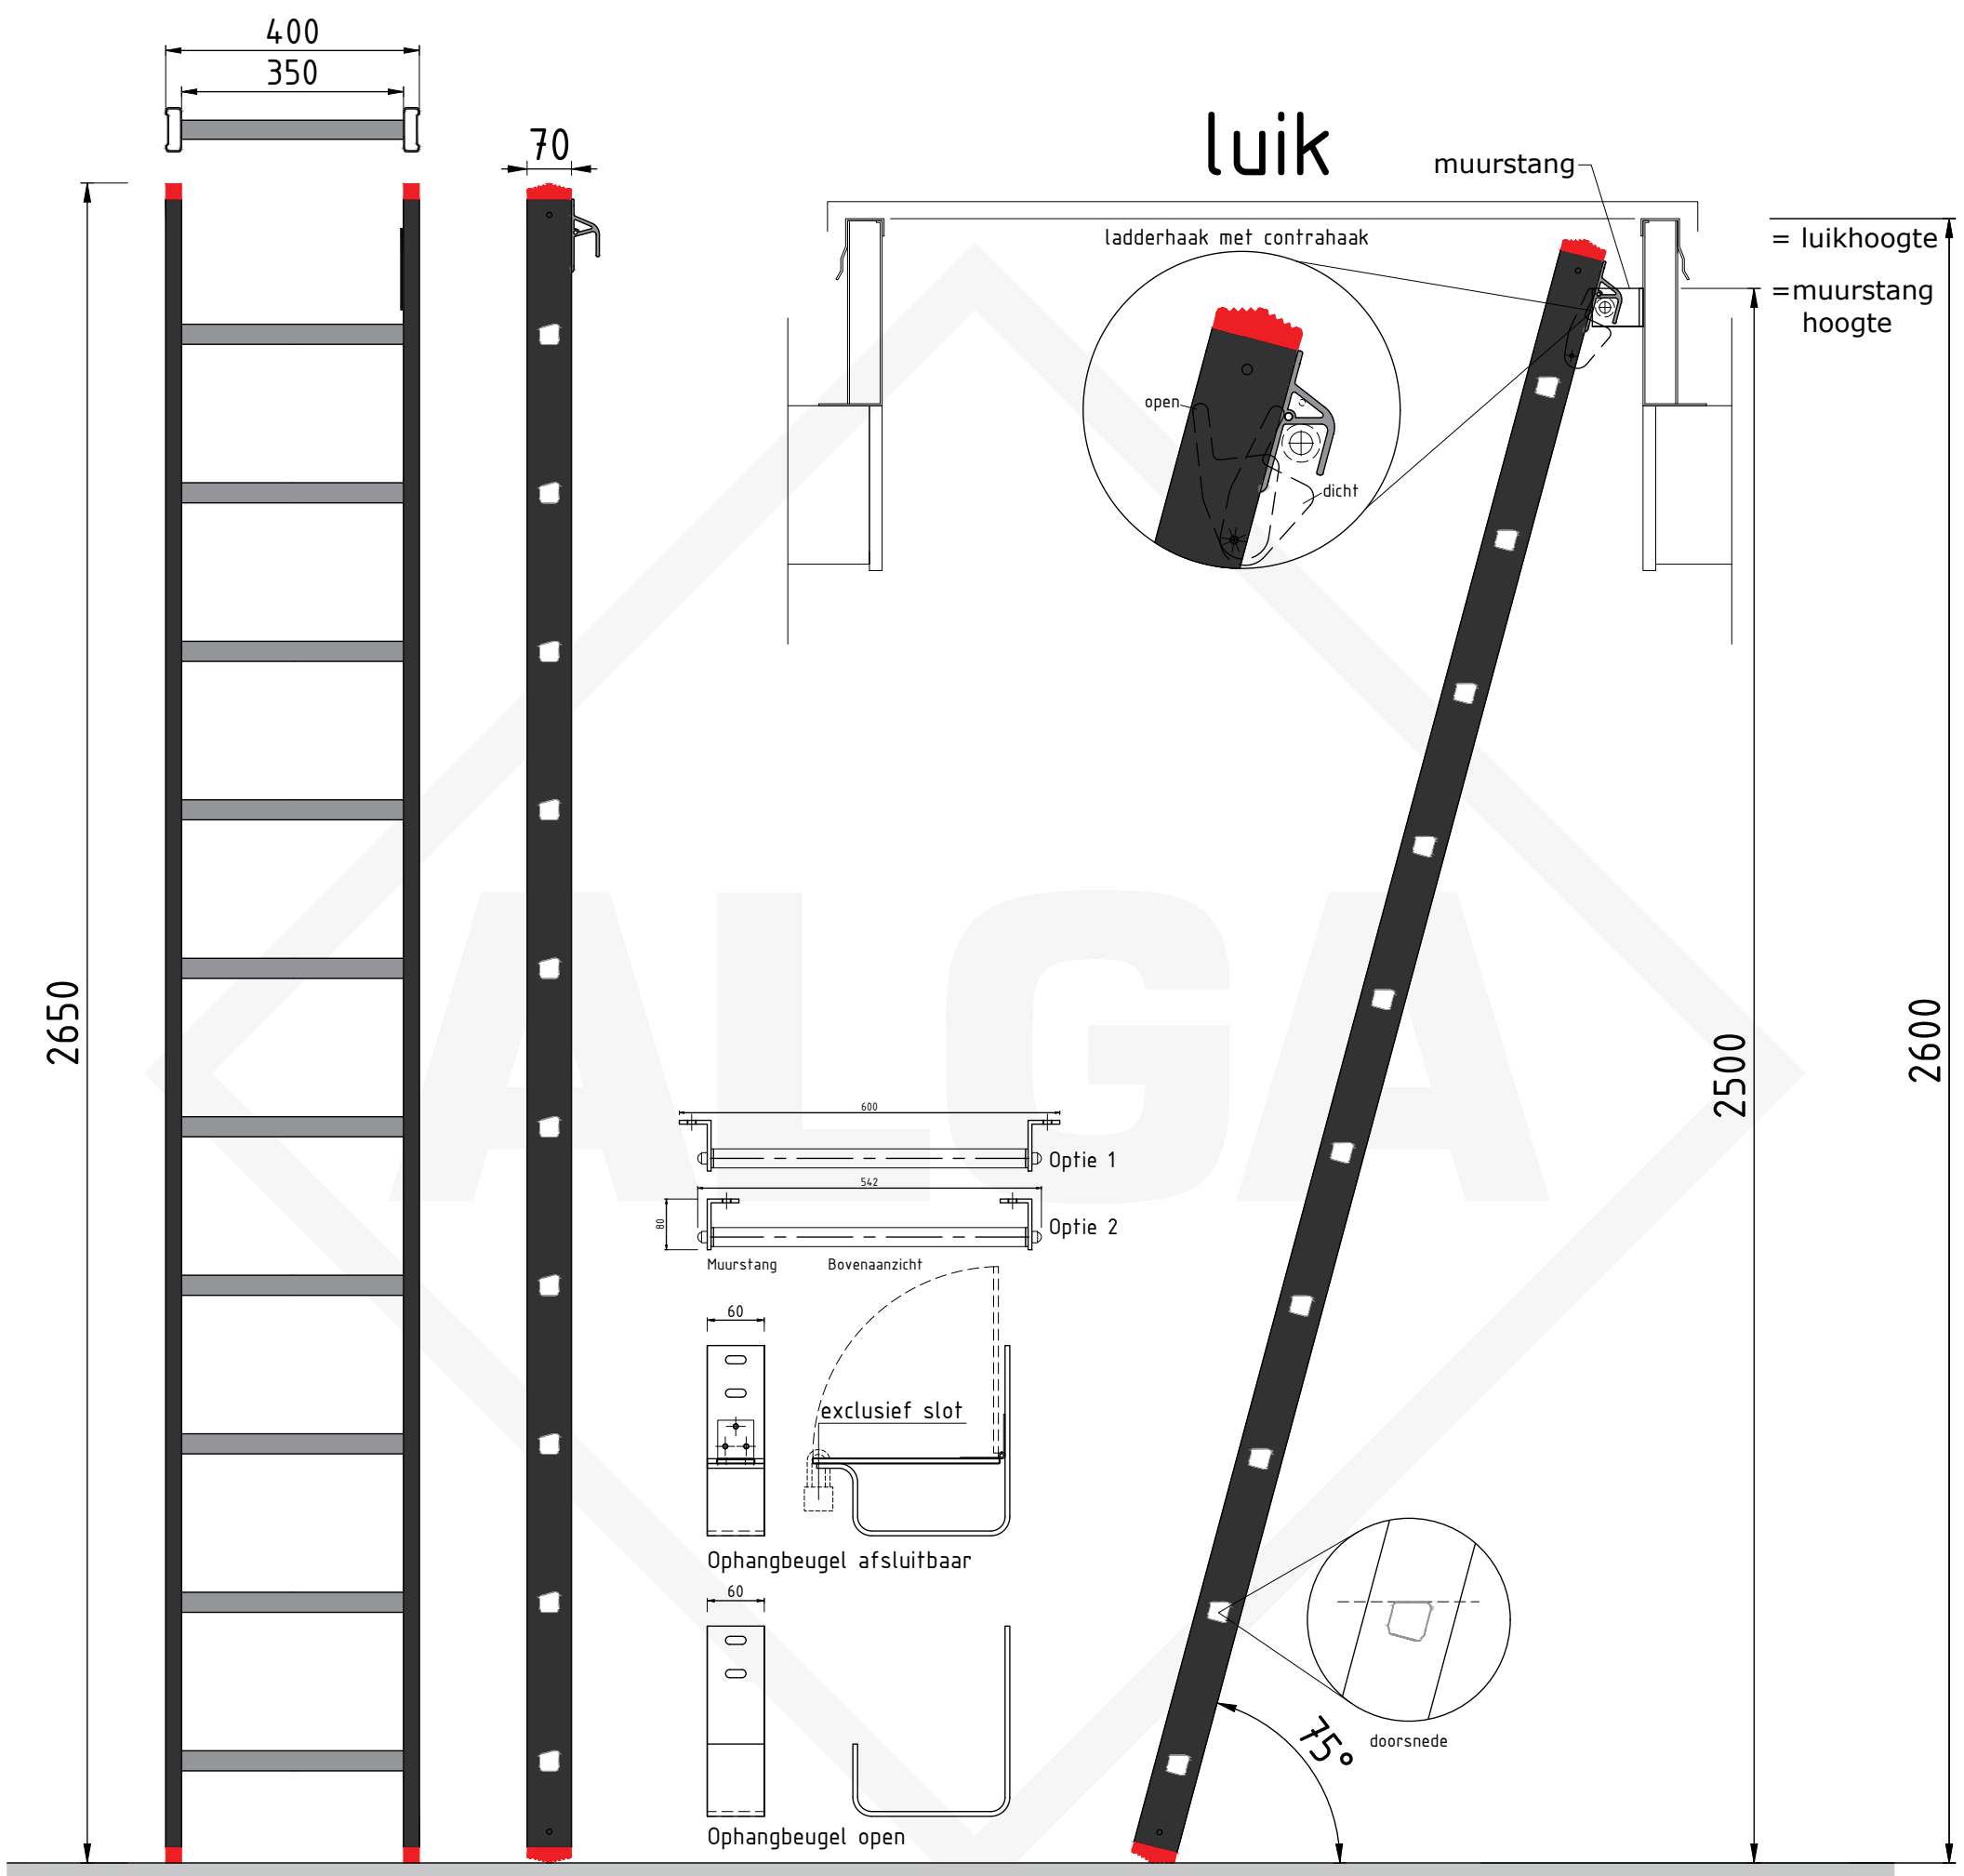 400
350
70
luik
muurstang
ladderhaak met contrahaak
= luikhoogte
=muurstang
hoogte
open
dicht
2650
2500
2600
ALGA
600
Optie 1
542
80
Optie 2
Muurstang
Bovenaanzicht
60
exclusief slot
Ophangbeugel afsluitbaar
60
Ophangbeugel open
75°
doorsnede